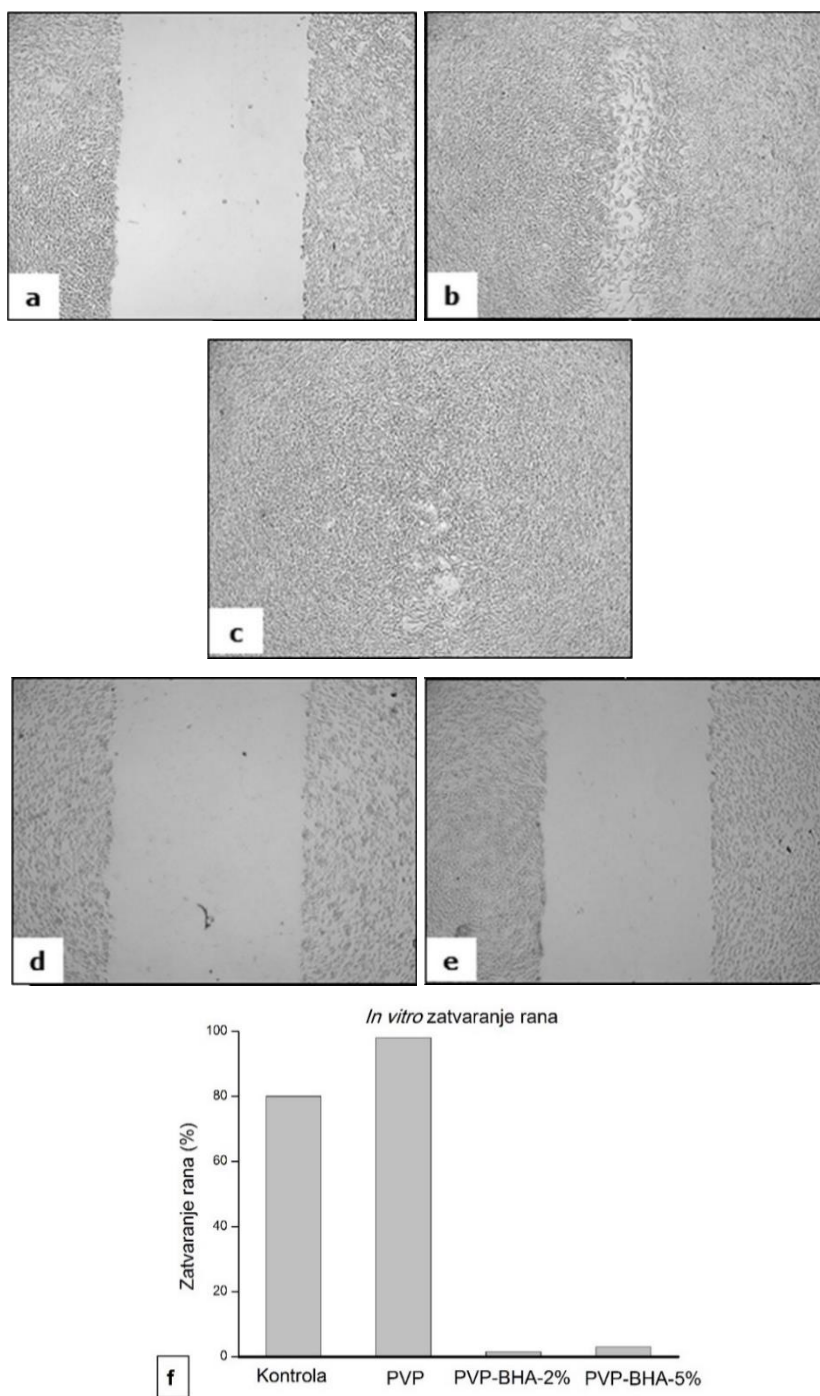 a
b
c
d
e
In vitro zatvaranje rana
Zatvaranje rana (%)
100
80
60
40
20
0
Kontrola PVP PVP-BHA-2% PVP-BHA-5%
f